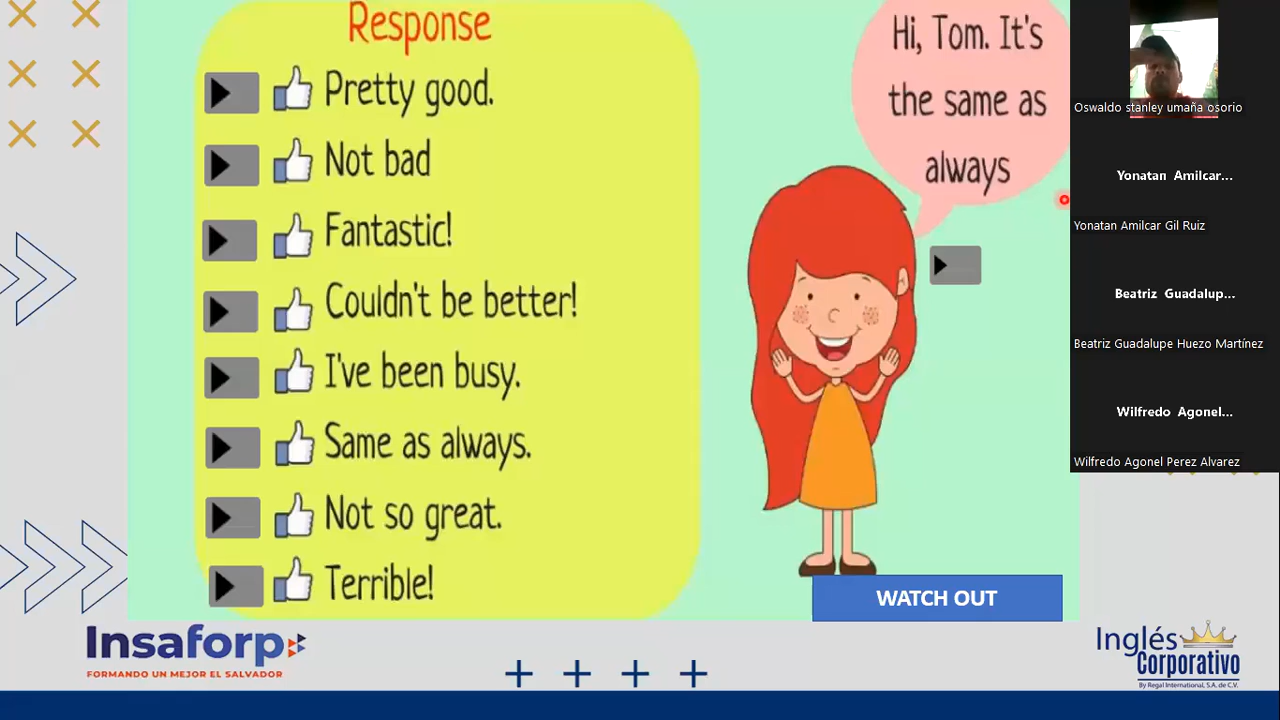 Response
Pretty good.
Not bad
Fantastic!
Couldn't be better!
I've been busy.
Same as always.
Not so great.
Terrible!
Hi, Tom. It's
the same as
always
WATCH OUT
Oswaldo stanley umaña osorio
Yonatan Amilcar...
Yonatan Amilcar Gil Ruiz
Beatriz Guadalup...
Beatriz Guadalupe Huezo Martínez
Wilfredo Agonel...
Wilfredo Agonel Perez Alvarez
Insaforp
FORMANDO UN MEJOR EL SALVADOR
Inglés
Corporativo
By Regal International, S.A. de C.V.